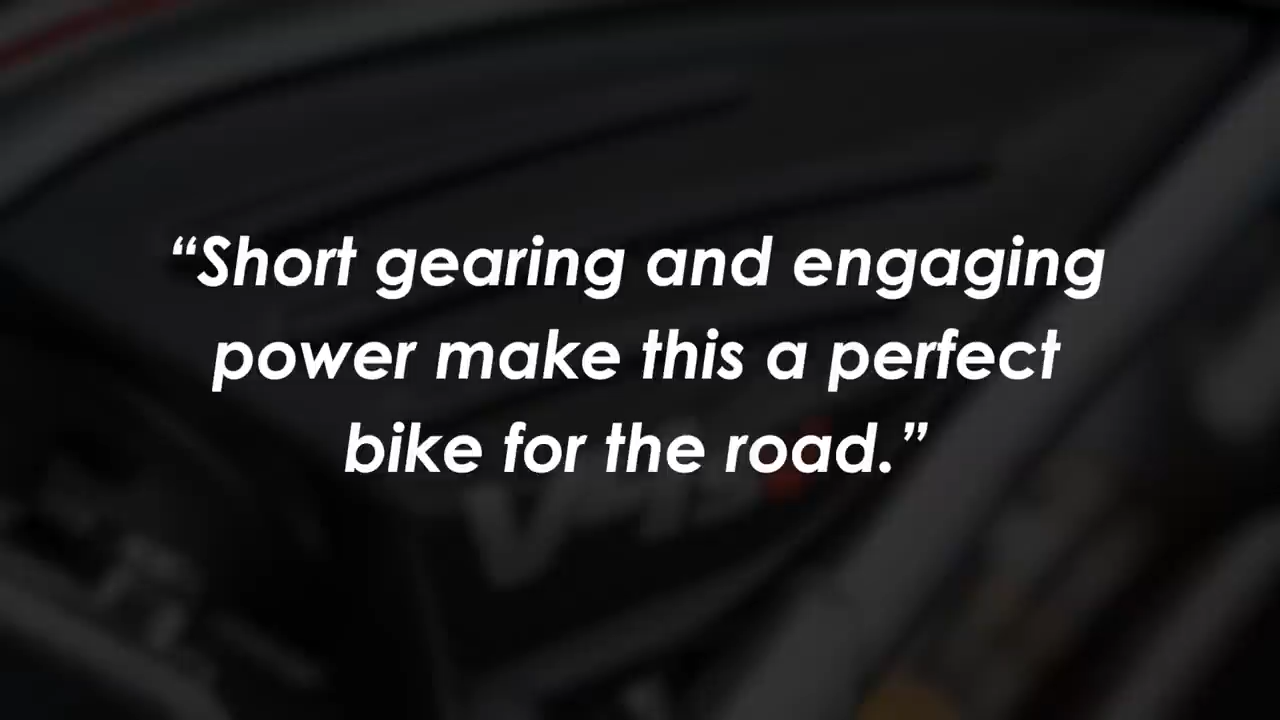 “Short gearing and engaging
power make this a perfect
bike for the road.”